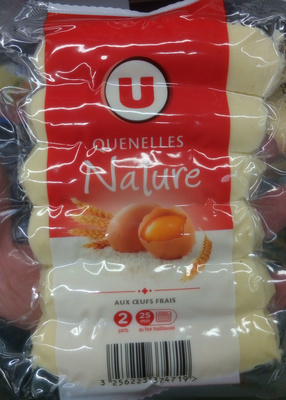 U
QUENELLES
Nature
AUX ŒUFS FRAIS
2
25
3 256223 374719 >